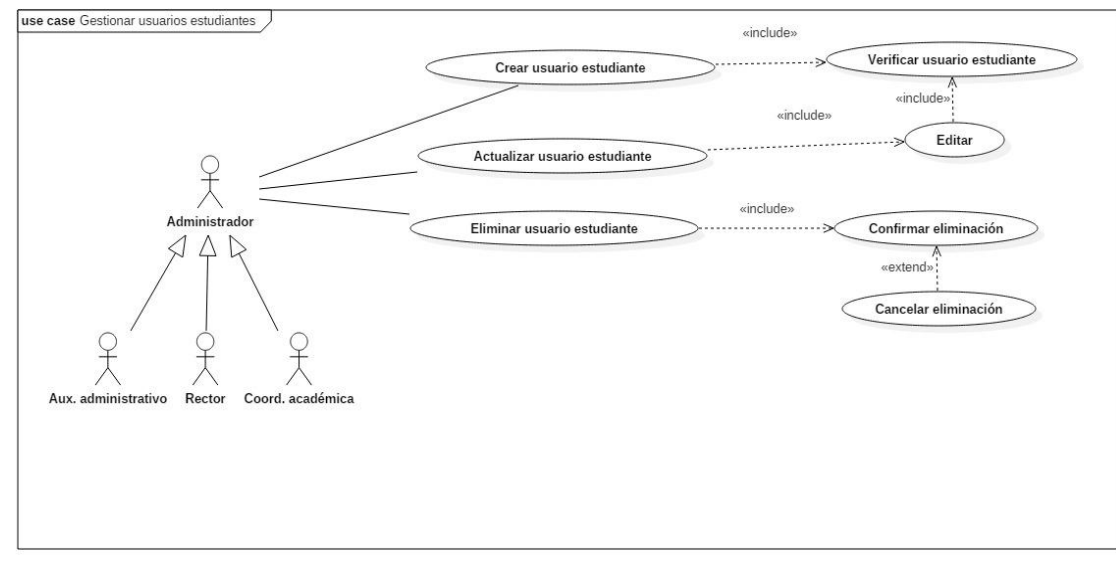 use case Gestionar usuarios estudiantes
«include»
Crear usuario estudiante
Verificar usuario estudiante
«include»
«include»
Editar
Actualizar usuario estudiante
Administrador
«include»
Eliminar usuario estudiante
Confirmar eliminación
«extend»
Cancelar eliminación
Aux. administrativo
Rector
Coord. académica